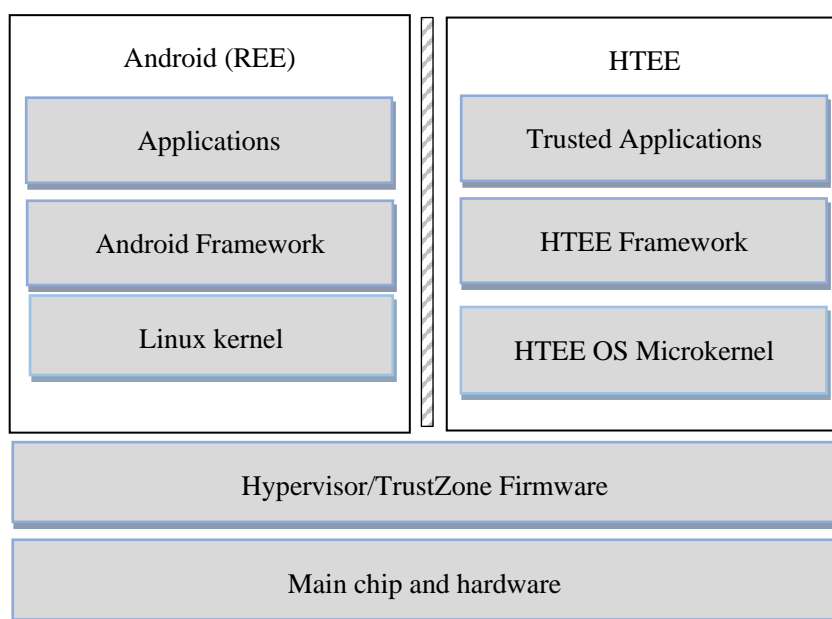 Android (REE)
Applications
Android Framework
Linux kernel
HTEE
Trusted Applications
HTEE Framework
HTEE OS Microkernel
Hypervisor/TrustZone Firmware
Main chip and hardware